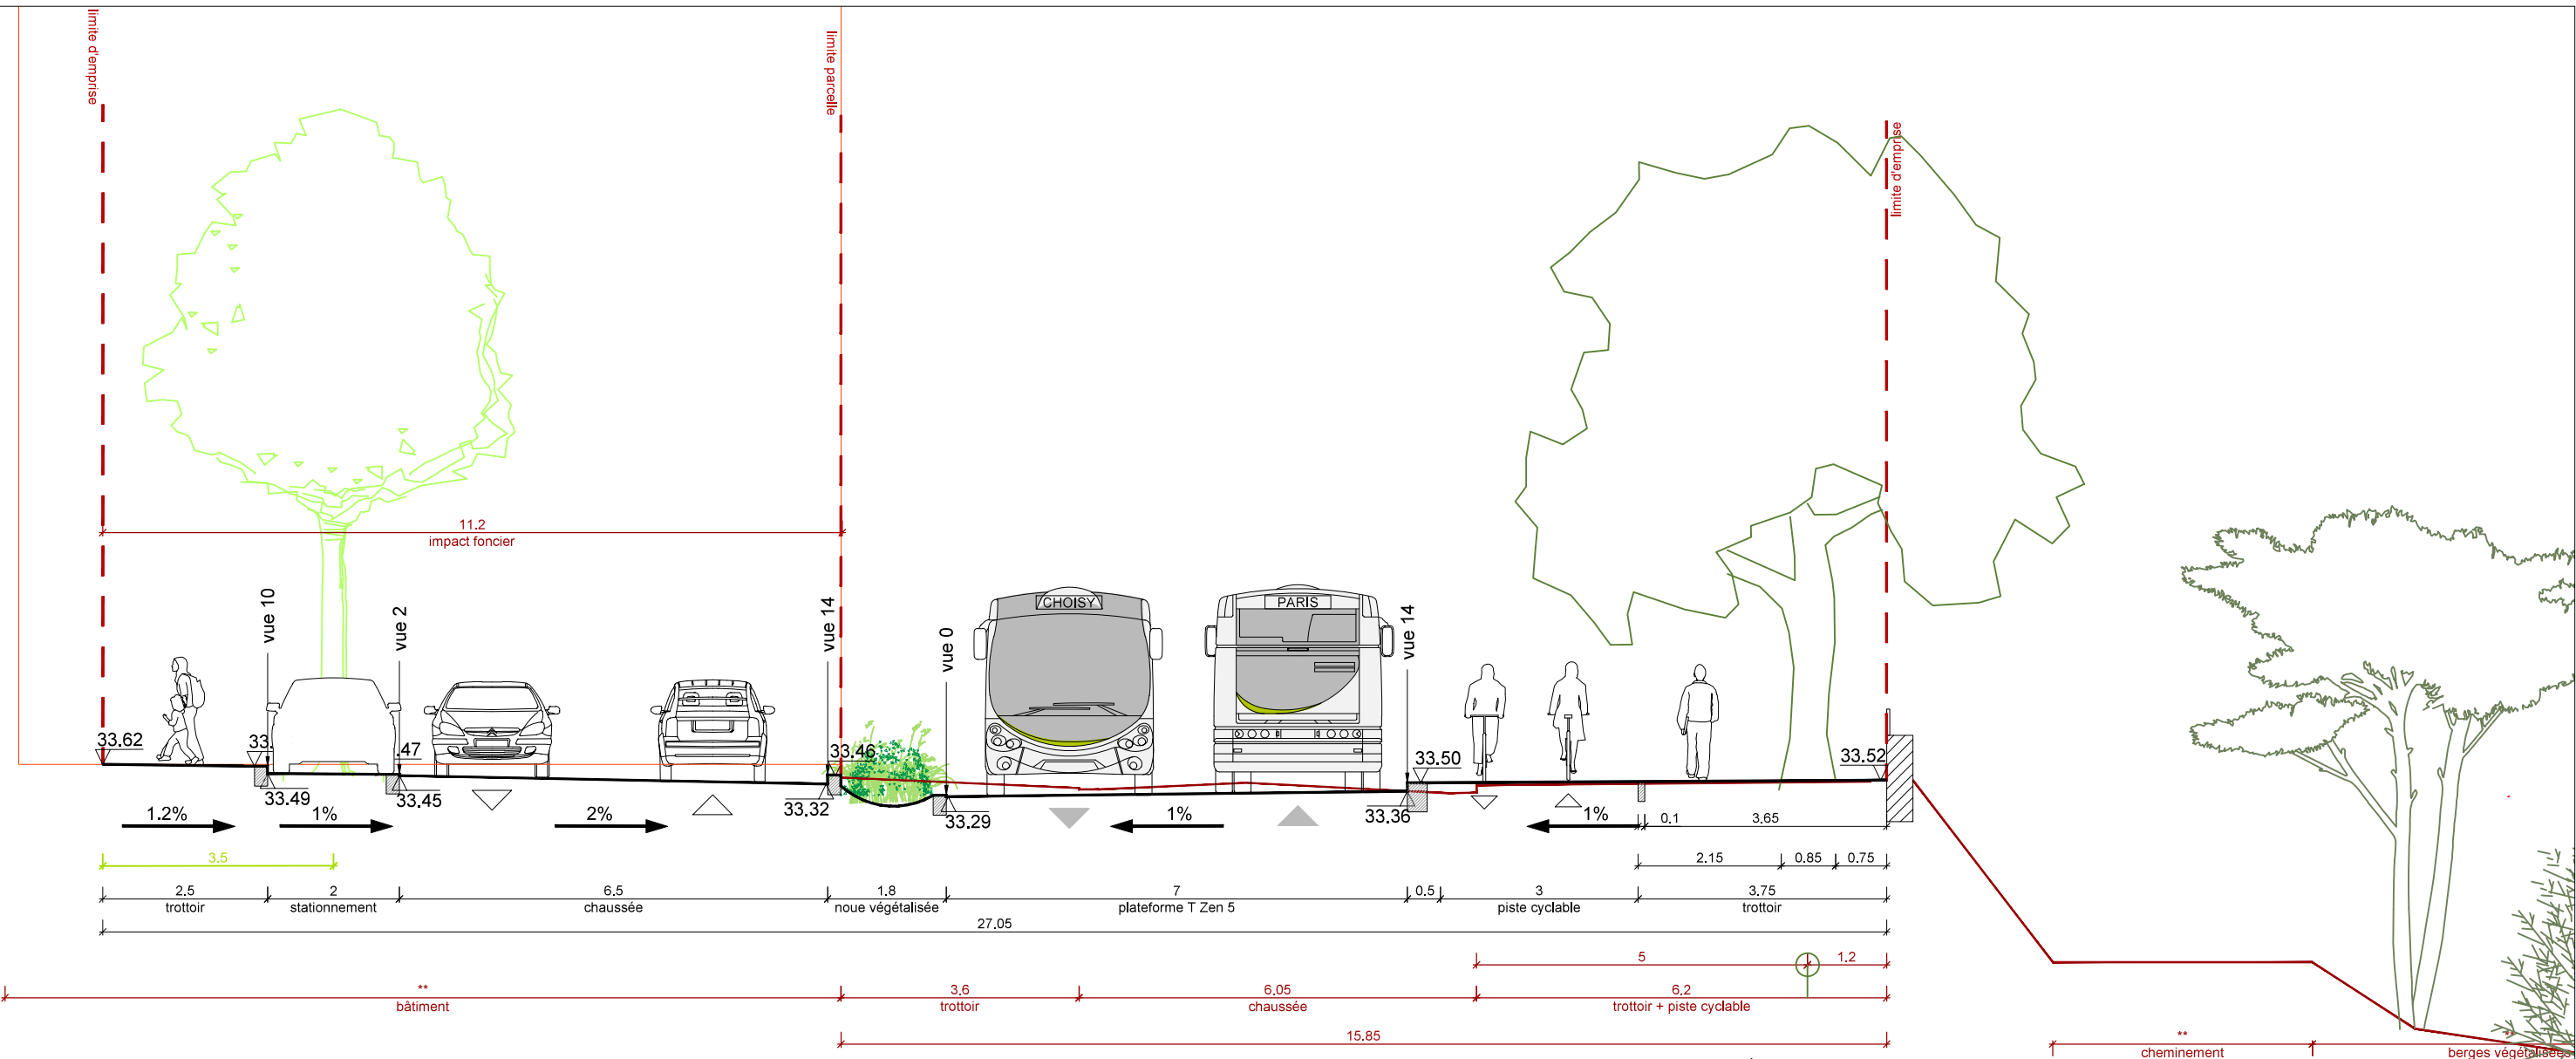 limite d'emprise
limite parcelle
limite d'emprise
11.2
impact foncier
vue 10
vue 2
vue 14
vue 0
vue 14
CHOISY
PARIS
33.62
33.
.47
33.46
33.50
33.52
33.49
33.45
33.32
33.29
33.36
1.2%
1%
2%
1%
1%
0.1
3.65
3.5
2.15
0.85
0.75
2.5
2
6.5
1.8
7
0.5
3
3.75
trottoir
stationnement
chaussée
noue végétalisée
plateforme T Zen 5
piste cyclable
trottoir
27.05
5
1.2
**
3.6
6.05
6.2
bâtiment
trottoir
chaussée
trottoir + piste cyclable
15.85
**
**
cheminement
berges végétalisées